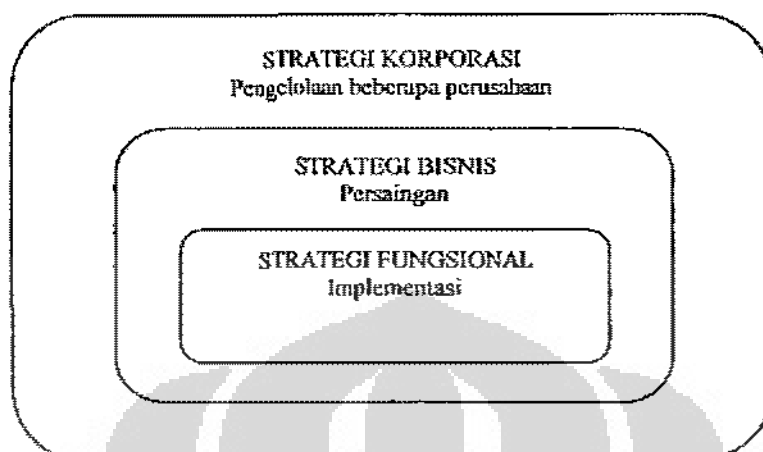 STRATEGI KORPORASI
Pengelolaan beberapa perusahaan
STRATEGI BISNIS
Persaingan
STRATEGI FUNGSIONAL
Implementasi